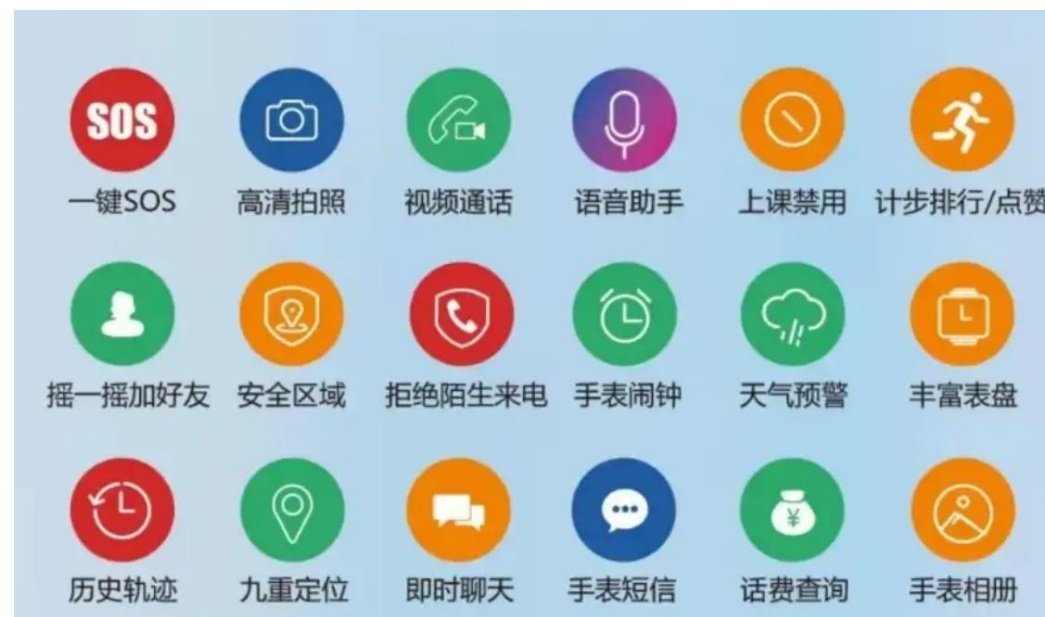 SOS
一键SOS
高清拍照
视频通话
语音助手
上课禁用
计步排行/点赞
摇一摇加好友
安全区域
拒绝陌生来电
手表闹钟
天气预警
丰富表盘
¥
历史轨迹
九重定位
即时聊天
手表短信
话费查询
手表相册